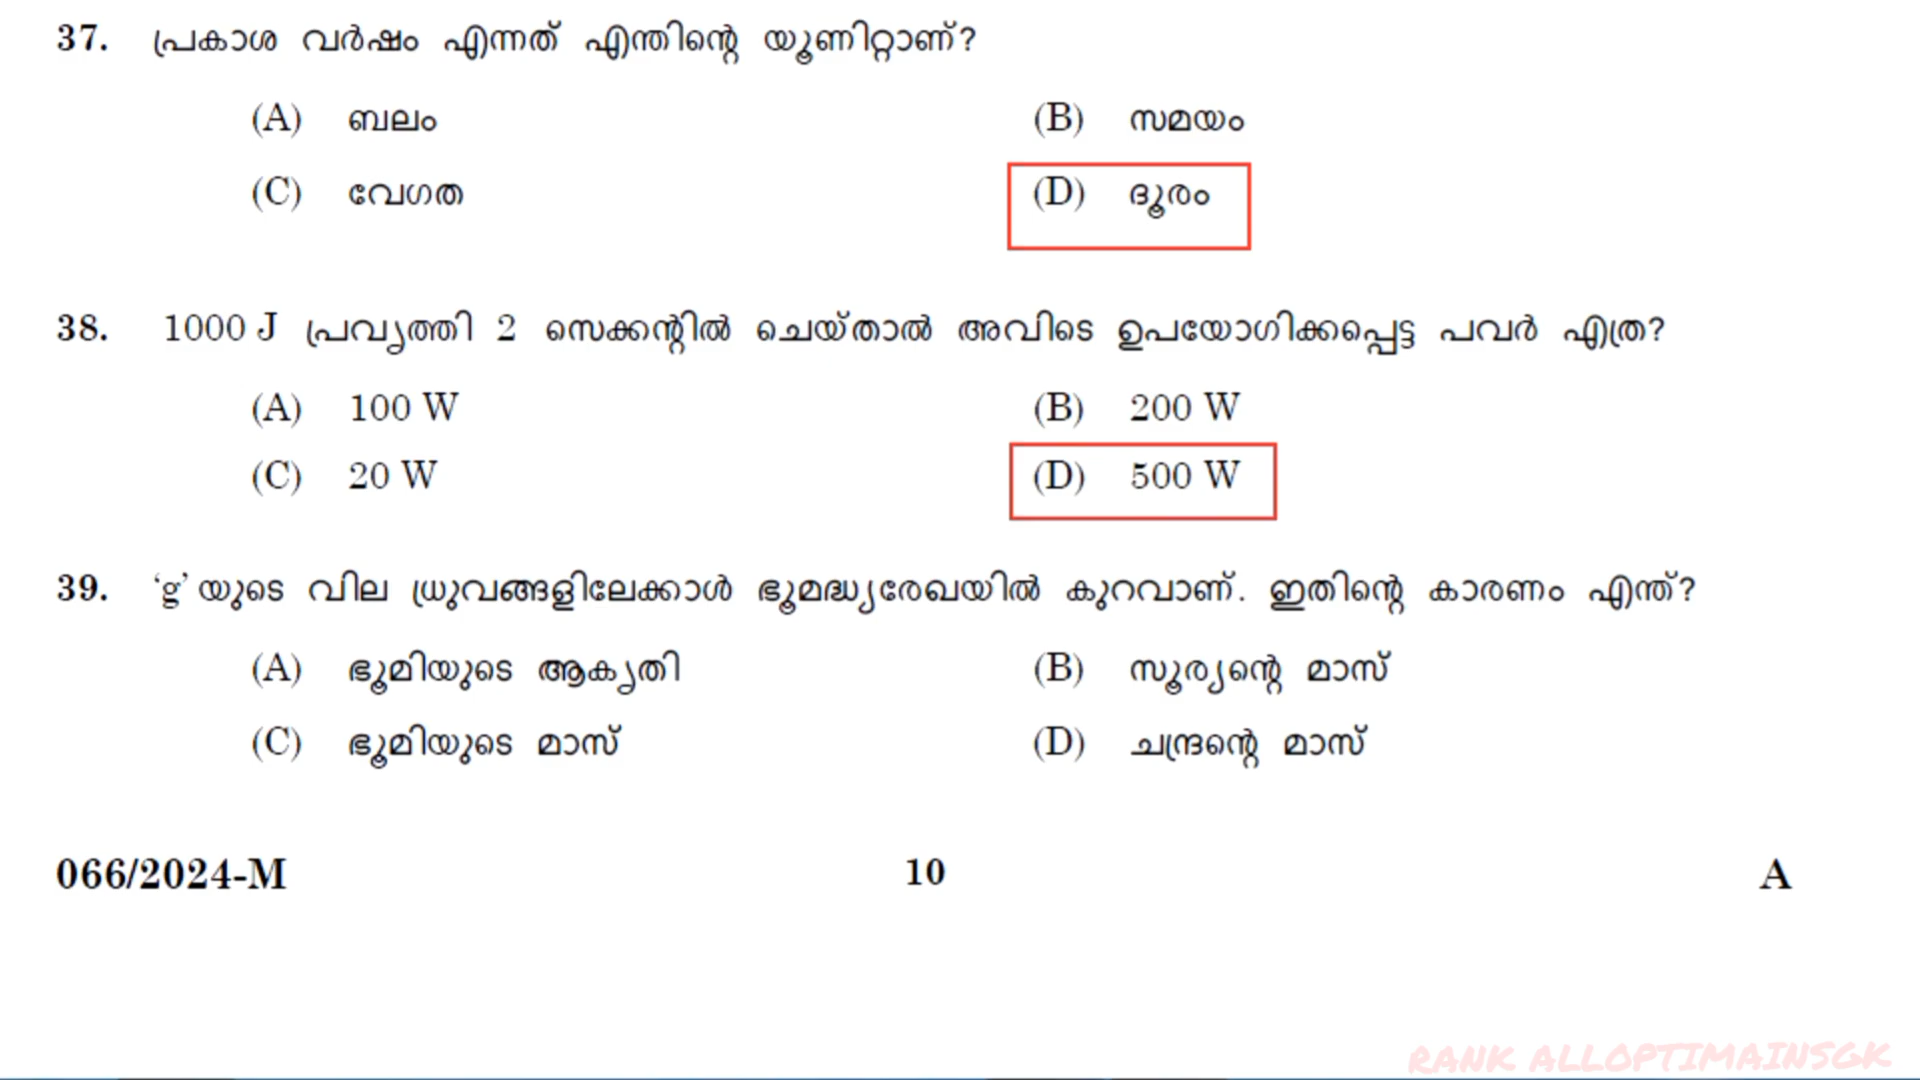 37. പ്രകാശ വർഷം എന്നത് എന്തിന്റെ യൂണിറ്റാണ്?
(A) ബലം (B) സമയം
(C) വേഗത (D) ദൂരം
38. 1000 J പ്രവൃത്തി 2 സെക്കന്റിൽ ചെയ്താൽ അവിടെ ഉപയോഗിക്കപ്പെട്ട പവർ എത്ര?
(A) 100 W (B) 200 W
(C) 20 W (D) 500 W
39. ‘g’ യുടെ വില ധ്രുവങ്ങളിലേക്കാൾ ഭൂമദ്ധ്യരേഖയിൽ കുറവാണ്. ഇതിന്റെ കാരണം എന്ത്?
(A) ഭൂമിയുടെ ആകൃതി (B) സൂര്യന്റെ മാസ്
(C) ഭൂമിയുടെ മാസ് (D) ചന്ദ്രന്റെ മാസ്
066/2024-M 10 A
RANK ALLOPTIMAINSGK